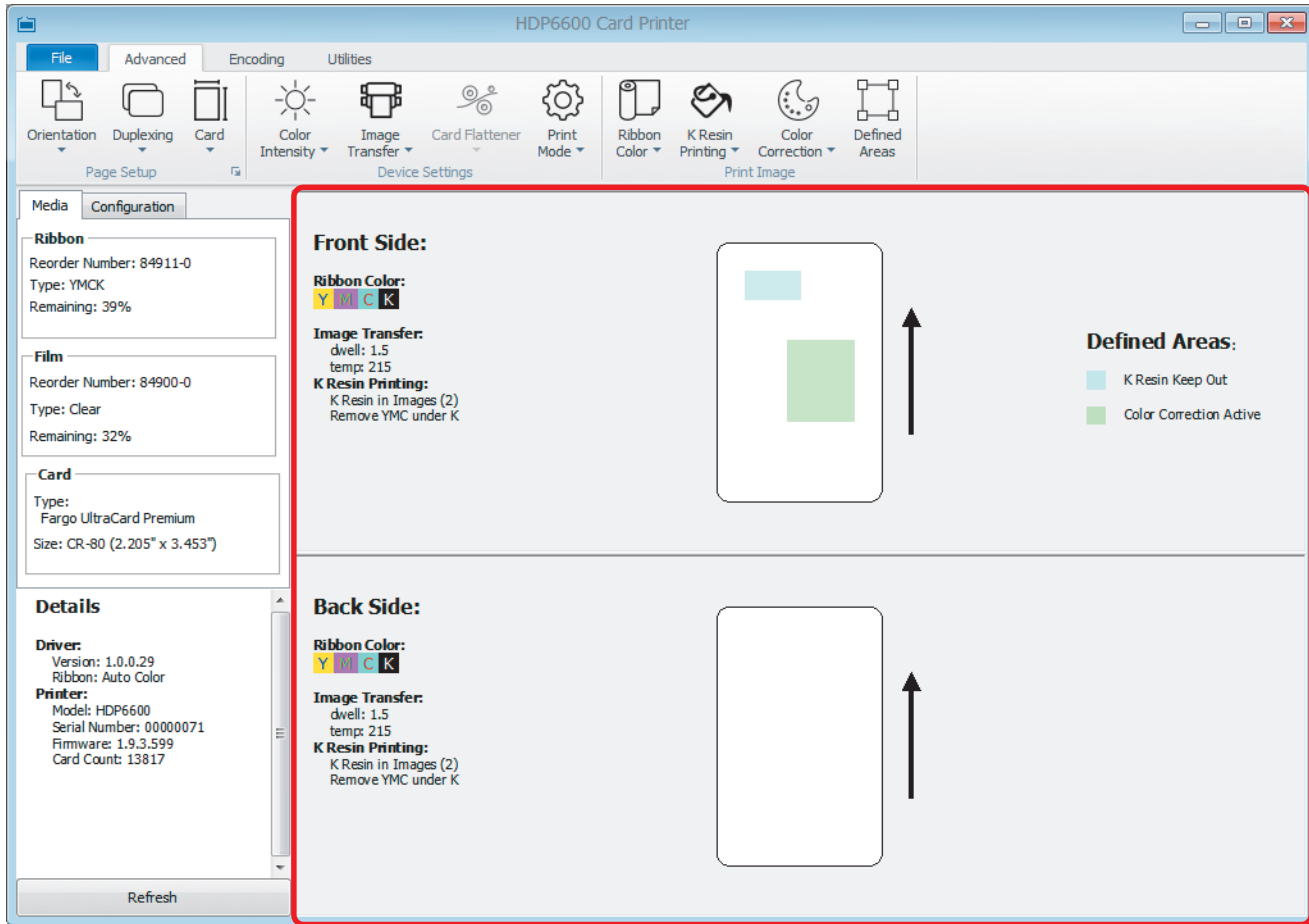 HDP6600 Card Printer
File Advanced Encoding Utilities
Orientation Duplexing Card Color Intensity Image Transfer Card Flattener Print Mode Ribbon Color K Resin Printing Color Correction Defined Areas
Page Setup Device Settings Print Image
Media Configuration
Ribbon
Reorder Number: 84911-0
Type: YMCK
Remaining: 39%
Film
Reorder Number: 84900-0
Type: Clear
Remaining: 32%
Card
Type:
Fargo UltraCard Premium
Size: CR-80 (2.205" x 3.453")
Details
Driver:
Version: 1.0.0.29
Ribbon: Auto Color
Printer:
Model: HDP6600
Serial Number: 00000071
Firmware: 1.9.3.599
Card Count: 13817
Refresh
Front Side:
Ribbon Color:
Y M C K
Image Transfer:
dwell: 1.5
temp: 215
K Resin Printing:
K Resin in Images (2)
Remove YMC under K
Defined Areas:
K Resin Keep Out
Color Correction Active
Back Side:
Ribbon Color:
Y M C K
Image Transfer:
dwell: 1.5
temp: 215
K Resin Printing:
K Resin in Images (2)
Remove YMC under K